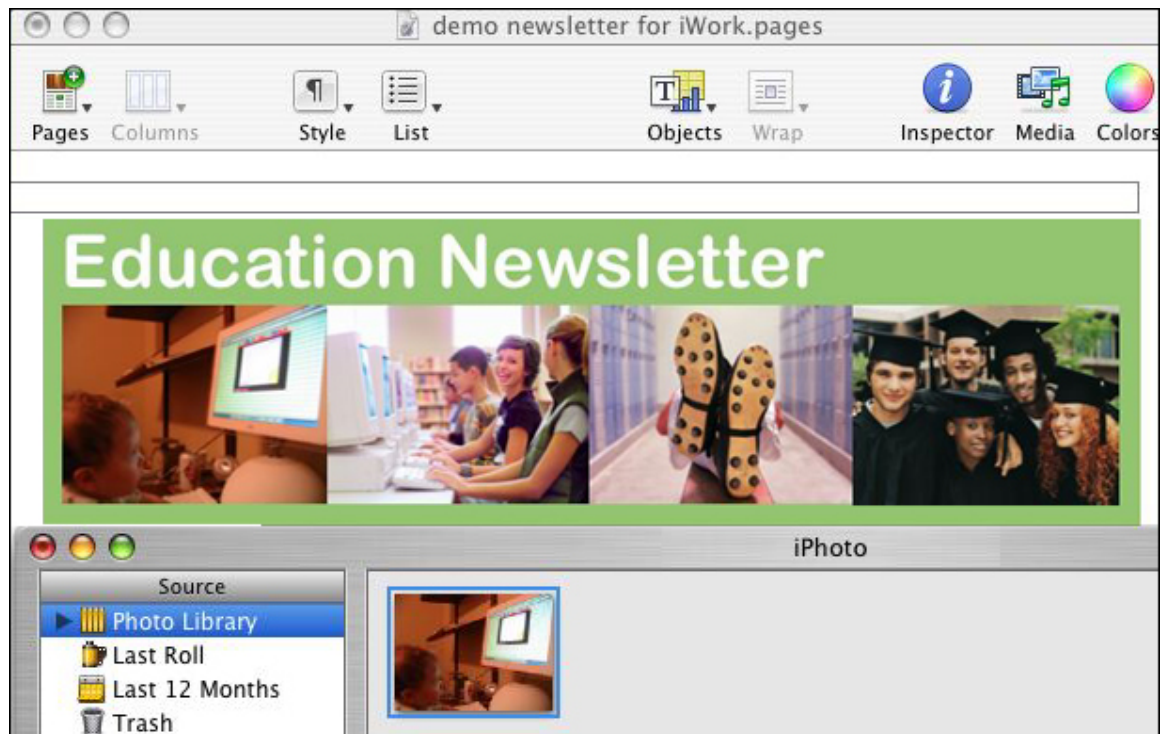 demo newsletter for iWork.pages
Pages Columns Style List Objects Wrap Inspector Media Colors
Education Newsletter
iPhoto
Source
Photo Library
Last Roll
Last 12 Months
Trash